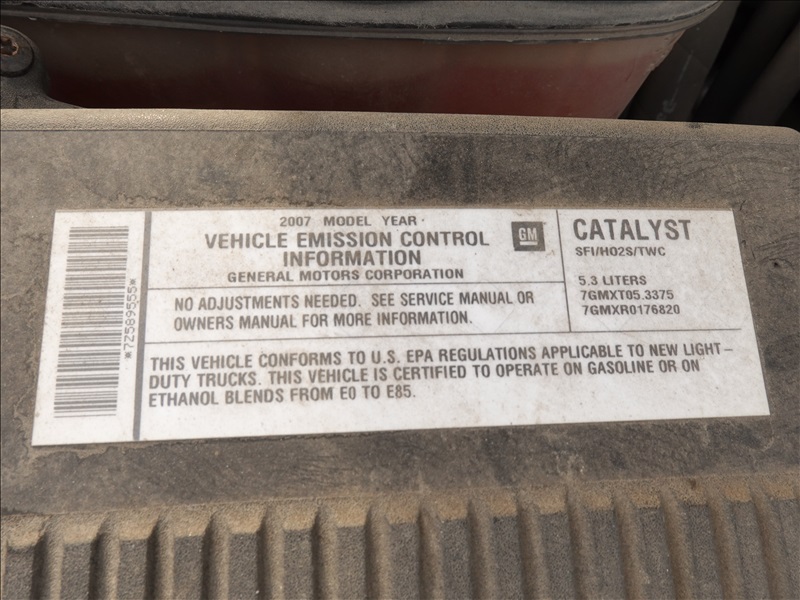 *7Z589555*
2007 MODEL YEAR
VEHICLE EMISSION CONTROL
INFORMATION
GENERAL MOTORS CORPORATION
GM
NO ADJUSTMENTS NEEDED. SEE SERVICE MANUAL OR
OWNERS MANUAL FOR MORE INFORMATION.
CATALYST
SFI/HO2S/TWC
5.3 LITERS
7GMXT05.3375
7GMXR0176820
THIS VEHICLE CONFORMS TO U.S. EPA REGULATIONS APPLICABLE TO NEW LIGHT-
DUTY TRUCKS. THIS VEHICLE IS CERTIFIED TO OPERATE ON GASOLINE OR ON
ETHANOL BLENDS FROM E0 TO E85.